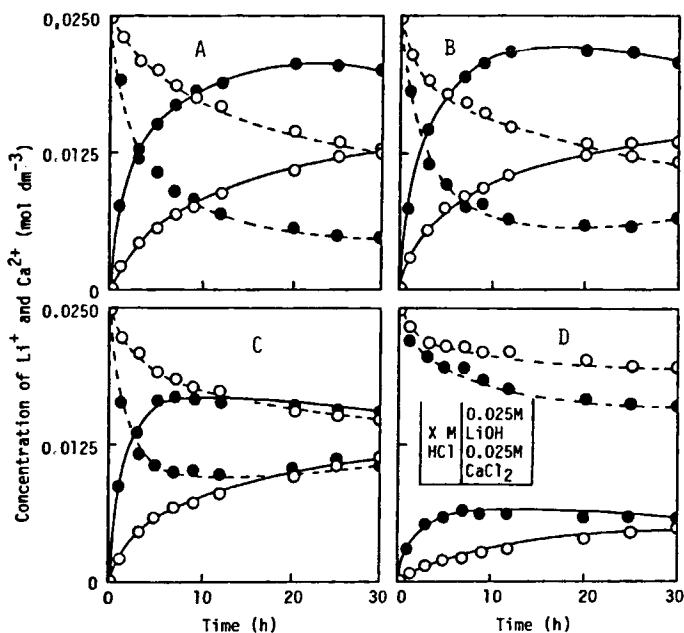 Concentration of Li+ and Ca2+ (mol dm-3)
0.0250
0.0125
0
A
B
0.0250
0.0125
0
C
D
X M
HCl
0.025M
LiOH
0.025M
CaCl2
0 10 20 30
0 10 20 30
Time (h)
Time (h)